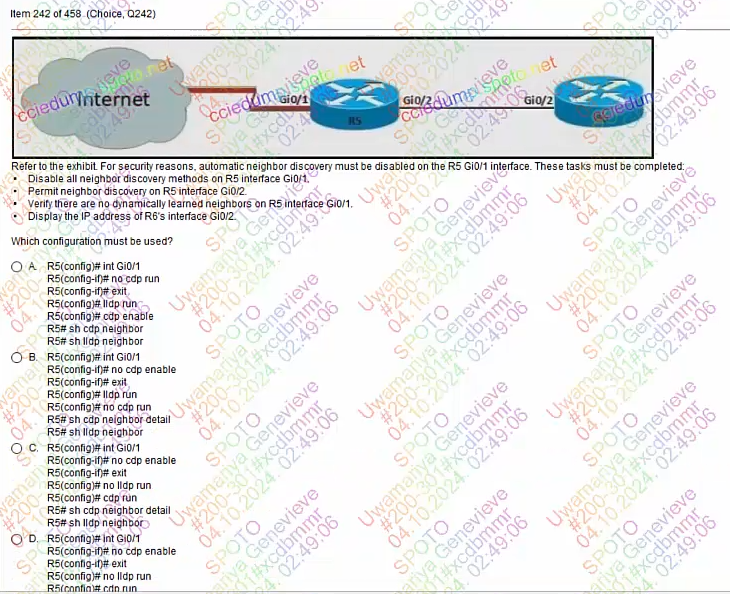 Item 242 of 458 (Choice, Q242)
Internet
Gi0/1
R5
Gi0/2
Gi0/2
cciedump.spoto.net
cciedump.spoto.net
cciedump
Refer to the exhibit. For security reasons, automatic neighbor discovery must be disabled on the R5 Gi0/1 interface. These tasks must be completed:
• Disable all neighbor discovery methods on R5 interface Gi0/1.
• Permit neighbor discovery on R5 interface Gi0/2.
• Verify there are no dynamically learned neighbors on R5 interface Gi0/1.
• Display the IP address of R6's interface Gi0/2.
Which configuration must be used?
A. R5(config)# int Gi0/1
R5(config-if)# no cdp run
R5(config-if)# exit
R5(config)# lldp run
R5(config)# cdp enable
R5# sh cdp neighbor
R5# sh lldp neighbor
B. R5(config)# int Gi0/1
R5(config-if)# no cdp enable
R5(config-if)# exit
R5(config)# lldp run
R5(config)# no cdp run
R5# sh cdp neighbor detail
R5# sh lldp neighbor
C. R5(config)# int Gi0/1
R5(config-if)# no cdp enable
R5(config-if)# exit
R5(config)# no lldp run
R5(config)# cdp run
R5# sh cdp neighbor detail
R5# sh lldp neighbor
D. R5(config)# int Gi0/1
R5(config-if)# no cdp enable
R5(config-if)# exit
R5(config)# no lldp run
R5(config)# cdp run
SPOTO
Uwamanya Genevieve
#200-301#xcdbmmr
04.10.2024. 02:49:06